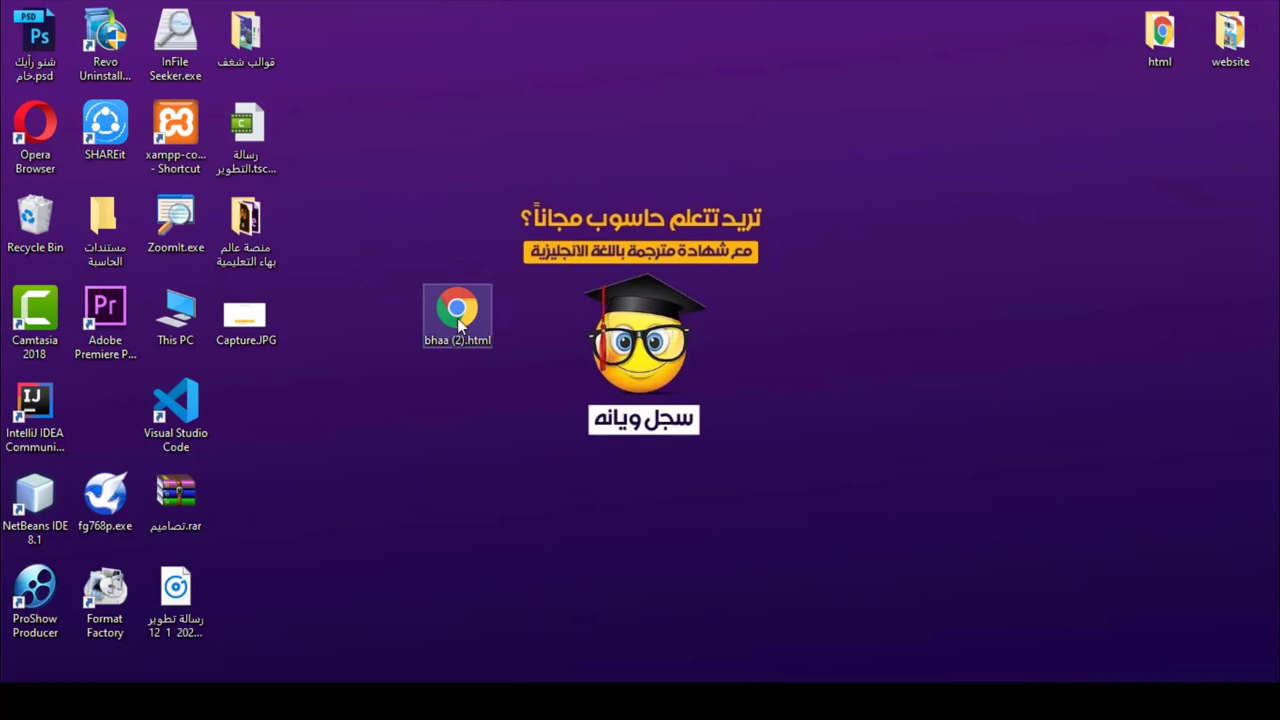 PSD
Ps
شنو رأيك
خام.psd
Revo
Uninstall...
InFile
Seeker.exe
قوالب شغف
html
website
Opera
Browser
SHAREit
xampp-co...
- Shortcut
C
رسالة
التطوير.tsc...
Recycle Bin
مستندات
الحاسبة
ZoomIt.exe
منصة عالم
بهاء التعليمية
تريد تتعلم حاسوب مجاناً؟
مع شهادة مترجمة باللغة الانجليزية
سجل ويانه
bhaa (2).html
C
Camtasia
2018
Pr
Adobe
Premiere P...
This PC
Capture.JPG
IJ
IntelliJ IDEA
Communi...
Visual Studio
Code
NetBeans IDE
8.1
fg768p.exe
تصاميم.rar
ProShow
Producer
Format
Factory
رسالة تطوير
12 1 202...